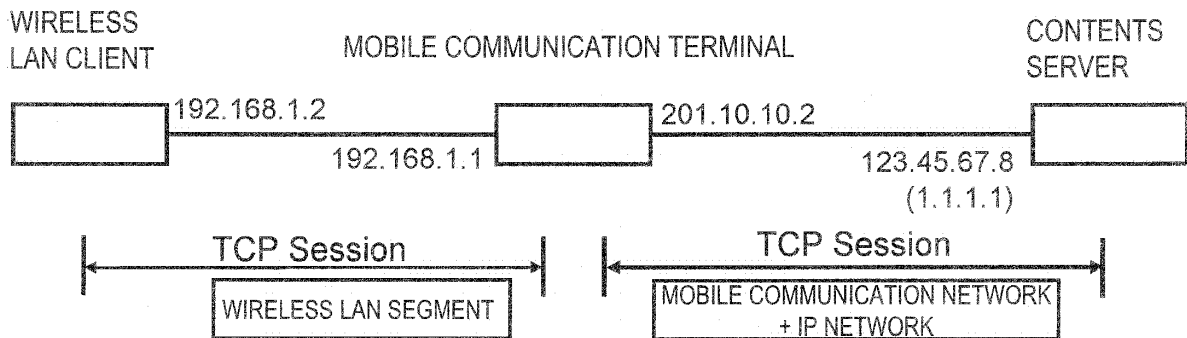 WIRELESS
LAN CLIENT
MOBILE COMMUNICATION TERMINAL
CONTENTS
SERVER
192.168.1.2
192.168.1.1
201.10.10.2
123.45.67.8
(1.1.1.1)
TCP Session
TCP Session
WIRELESS LAN SEGMENT
MOBILE COMMUNICATION NETWORK
+ IP NETWORK